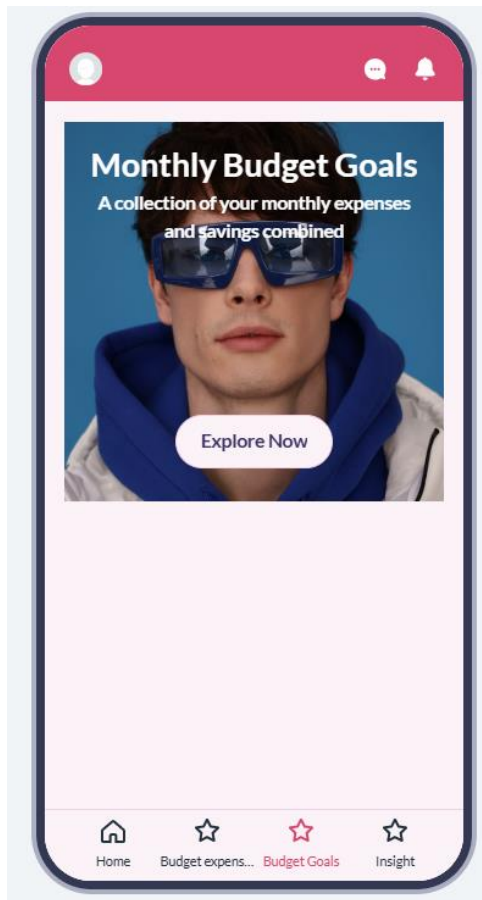 Monthly Budget Goals
A collection of your monthly expenses
and savings combined
Explore Now
Home
Budget expens...
Budget Goals
Insight